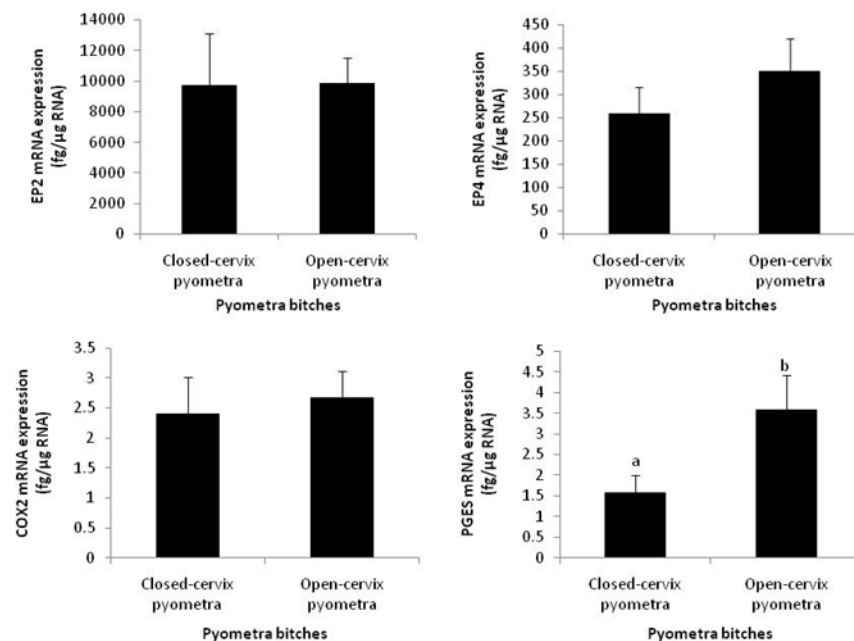 EP2 mRNA expression
(fg/µg RNA)
14000
12000
10000
8000
6000
4000
2000
0
Closed-cervix
pyometra
Open-cervix
pyometra
Pyometra bitches
EP4 mRNA expression
(fg/µg RNA)
450
400
350
300
250
200
150
100
50
0
Closed-cervix
pyometra
Open-cervix
pyometra
Pyometra bitches
COX2 mRNA expression
(fg/µg RNA)
3.5
3
2.5
2
1.5
1
0.5
0
Closed-cervix
pyometra
Open-cervix
pyometra
Pyometra bitches
PGES mRNA expression
(fg/µg RNA)
5
4.5
4
3.5
3
2.5
2
1.5
1
0.5
0
a
b
Closed-cervix
pyometra
Open-cervix
pyometra
Pyometra bitches